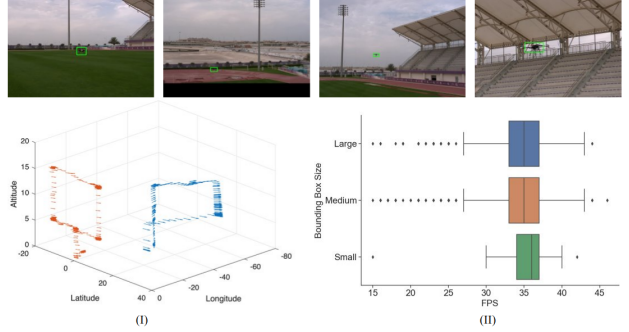 20
15
10
5
0
-20
0
20
40
0
-20
-40
-60
-80
Altitude
Latitude
Longitude
(I)
Bounding Box Size
Large
Medium
Small
15
20
25
30
35
40
45
FPS
(II)